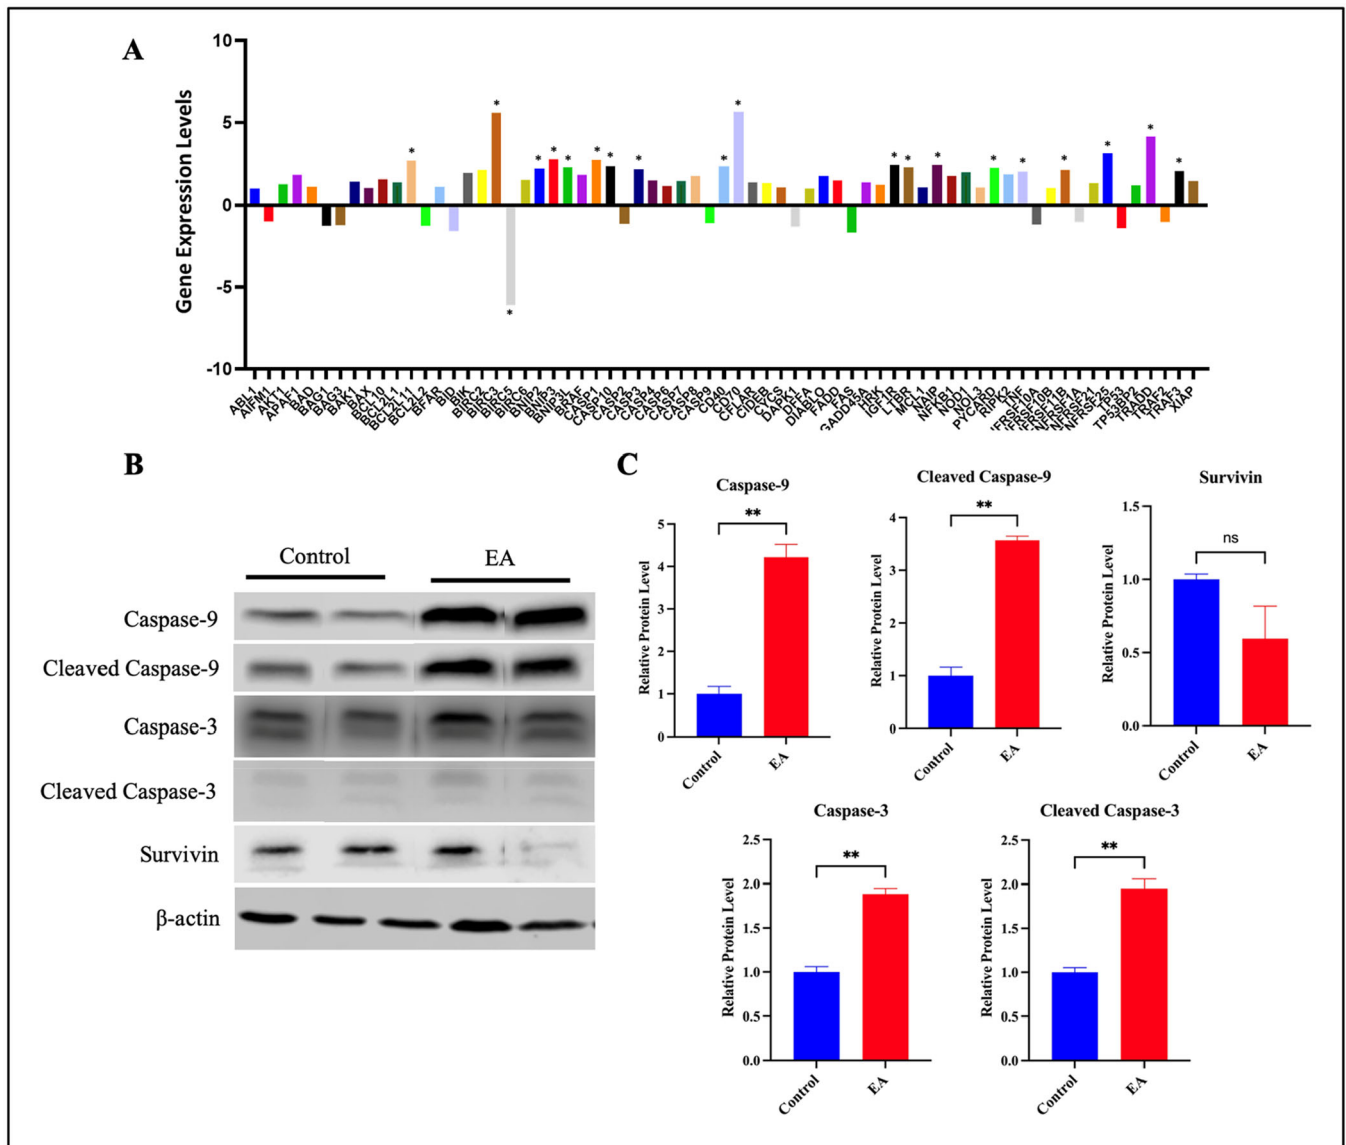 A
10
5
0
-5
-10
Gene Expression Levels
* * * * * * * * * * * * * * * * * * * *
*
ABL1 AIFM1 AKT1 APAF1 BAD BAG1 BAG3 BAK1 BAX BCL10 BCL2L1 BCL2L11 BCL2L2 BFAR BID BIK BIRC2 BIRC3 BIRC5 BIRC6 BNIP2 BNIP3 BNIP3L BRAF CASP1 CASP10 CASP2 CASP3 CASP4 CASP6 CASP7 CASP8 CASP9 CD40 CD70 CFLAR CIDEB CYCS DAPK1 DFFA DIABLO FADD FAS GADD45A HRK IGF1R LTBR MCL1 NAIP NFKB1 NOD1 NOL3 PYCARD RIPK2 TNF NFRSF10A NFRSF10B NFRSF1B NFRSF25 TP53 TP53BP2 TRADD TRAF2 TRAF3 XIAP
B
Control EA
Caspase-9
Cleaved Caspase-9
Caspase-3
Cleaved Caspase-3
Survivin
β-actin
C
Caspase-9
**
5
4
3
2
1
0
Relative Protein Level
Control EA
Cleaved Caspase-9
**
4
3
2
1
0
Relative Protein Level
Control EA
Survivin
ns
1.5
1.0
0.5
0.0
Relative Protein Level
Control EA
Caspase-3
**
2.5
2.0
1.5
1.0
0.5
0.0
Relative Protein Level
Control EA
Cleaved Caspase-3
**
2.5
2.0
1.5
1.0
0.5
0.0
Relative Protein Level
Control EA